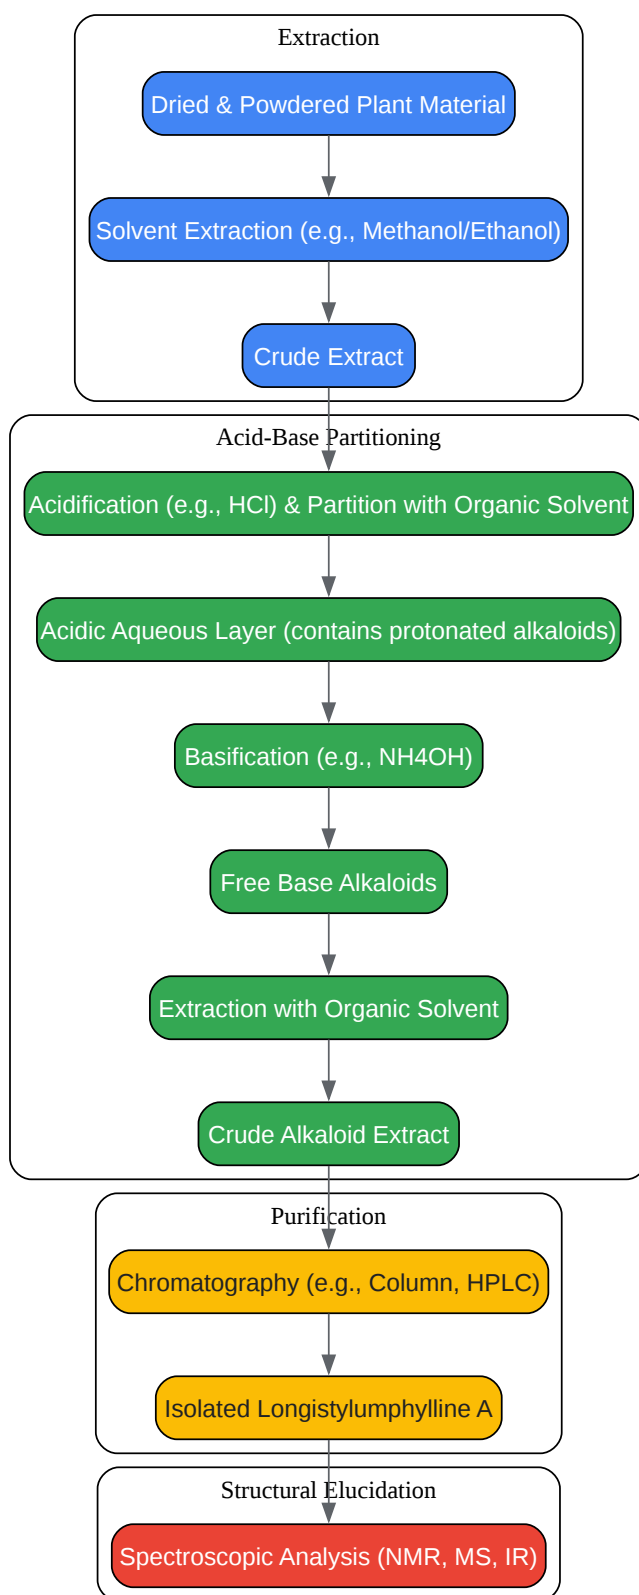 Extraction
Dried & Powdered Plant Material
Solvent Extraction (e.g., Methanol/Ethanol)
Crude Extract
Acid-Base Partitioning
Acidification (e.g., HCl) & Partition with Organic Solvent
Acidic Aqueous Layer (contains protonated alkaloids)
Basification (e.g., NH4OH)
Free Base Alkaloids
Extraction with Organic Solvent
Crude Alkaloid Extract
Purification
Chromatography (e.g., Column, HPLC)
Isolated Longistylumphylline A
Structural Elucidation
Spectroscopic Analysis (NMR, MS, IR)